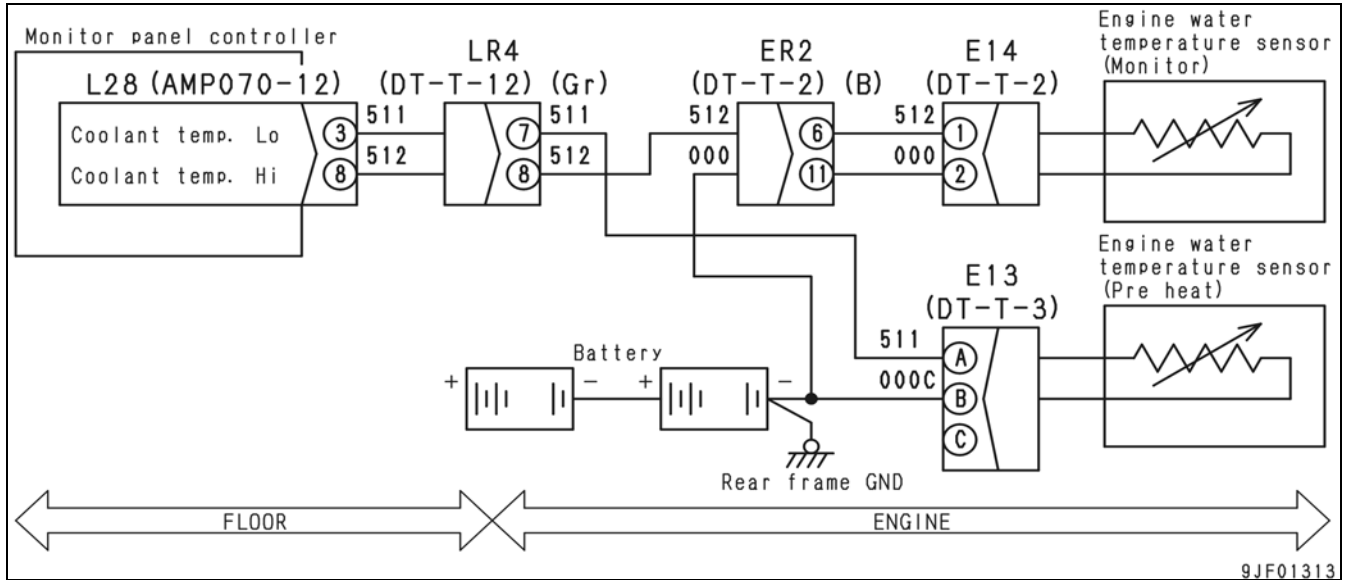 Monitor panel controller
L28 (AMP070-12)
LR4
(DT-T-12) (Gr)
ER2
(DT-T-2) (B)
E14
(DT-T-2)
Engine water
temperature sensor
(Monitor)
Coolant temp. Lo
3
511
7
511
512
6
512
1
Coolant temp. Hi
8
512
8
512
000
11
000
2
Engine water
temperature sensor
(Pre heat)
E13
(DT-T-3)
511
A
000C
B
C
Battery
+ - + -
Rear frame GND
FLOOR
ENGINE
9JF01313